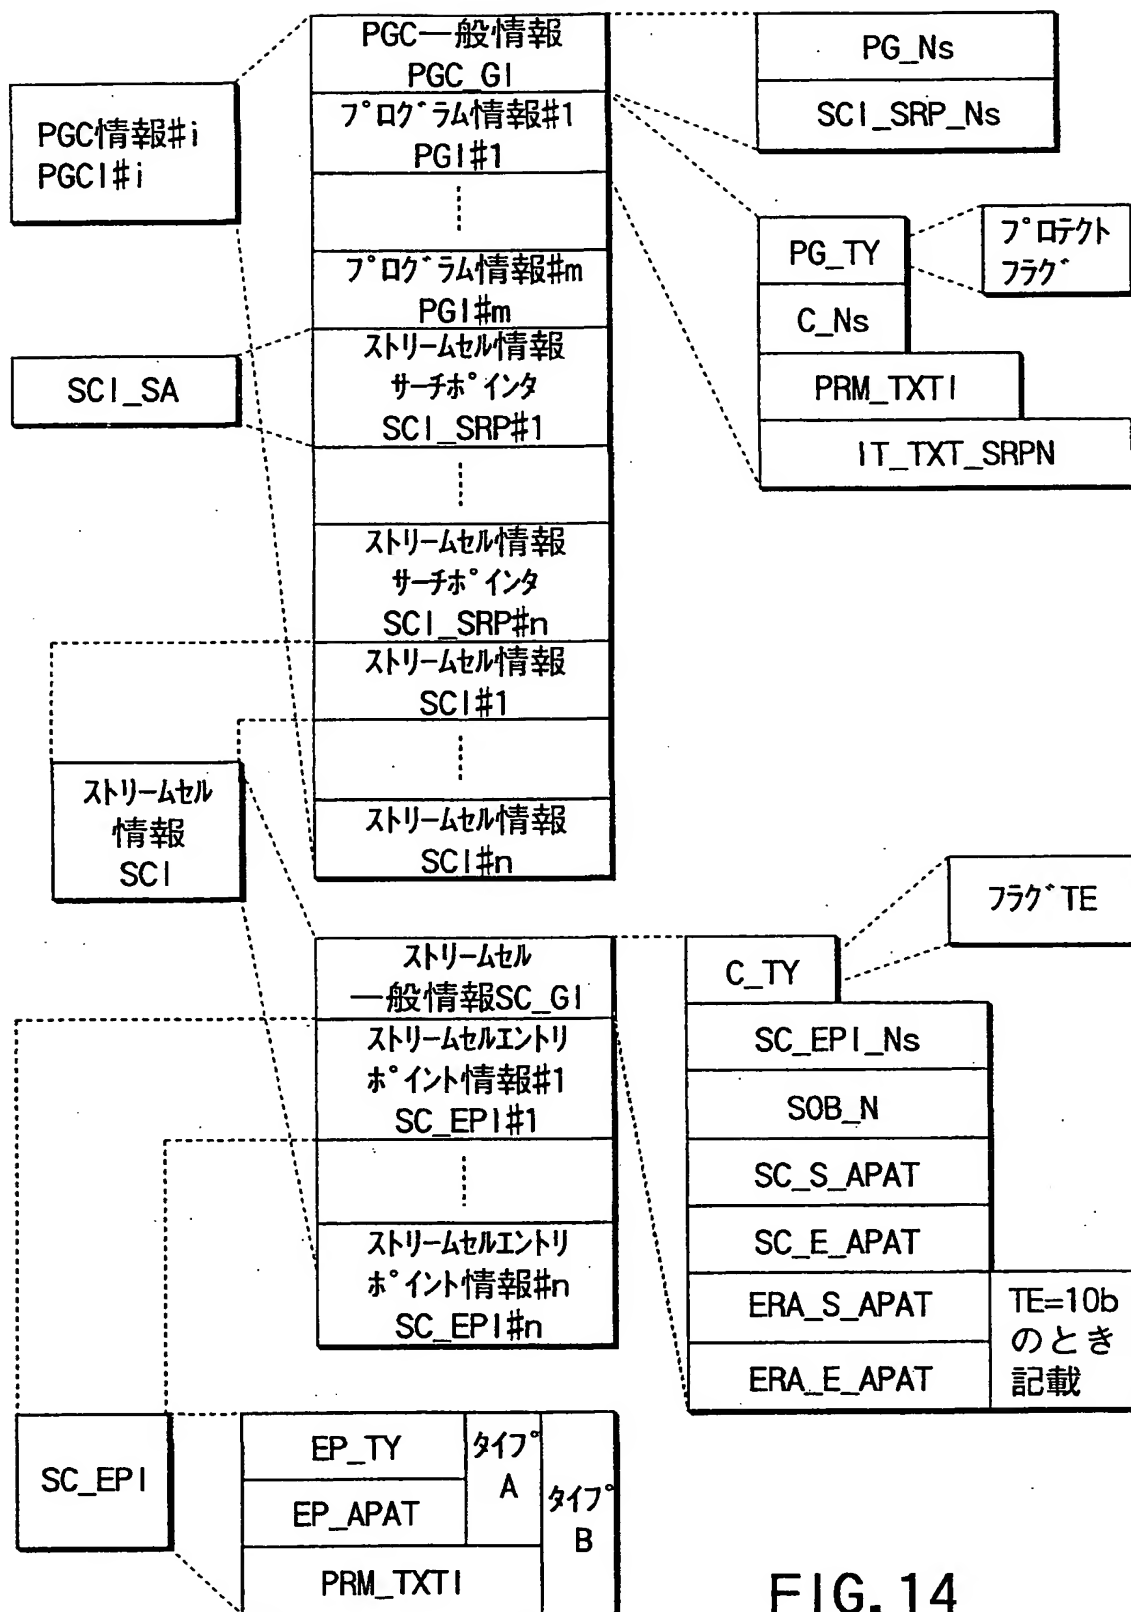 PGC情報#i
PGCI#i
PGC一般情報
PGC_GI
プログラム情報#1
PGI#1
プログラム情報#m
PGI#m
ストリームセル情報
サーチポインタ
SCI_SRP#1
ストリームセル情報
サーチポインタ
SCI_SRP#n
ストリームセル情報
SCI#1
ストリームセル情報
SCI#n
PG_Ns
SCI_SRP_Ns
PG_TY
プロテクト
フラグ
C_Ns
PRM_TXTI
IT_TXT_SRPN
SCI_SA
ストリームセル
情報
SCI
ストリームセル
一般情報SC_GI
ストリームセルエントリ
ポイント情報#1
SC_EPI#1
ストリームセルエントリ
ポイント情報#n
SC_EPI#n
フラグTE
C_TY
SC_EPI_Ns
SOB_N
SC_S_APAT
SC_E_APAT
ERA_S_APAT
ERA_E_APAT
TE=10b
のとき
記載
SC_EPI
EP_TY
EP_APAT
タイプ
A
PRM_TXTI
タイプ
B
FIG.14